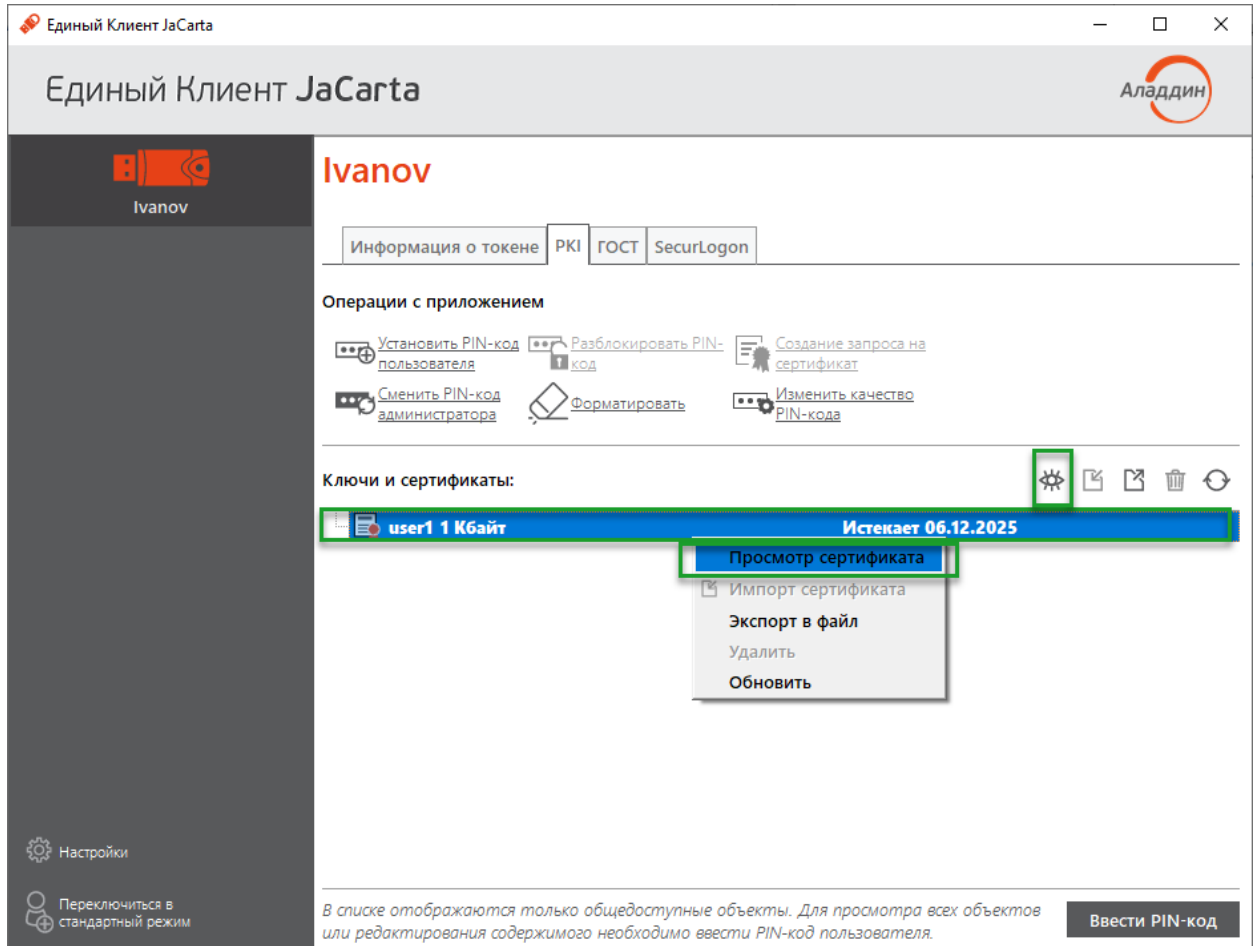 Единый Клиент JaCarta
Единый Клиент JaCarta
Аладдин
Ivanov
Ivanov
Информация о токене
PKI
ГОСТ
SecurLogon
Операции с приложением
Установить PIN-код
пользователя
Разблокировать PIN-
код
Создание запроса на
сертификат
Сменить PIN-код
администратора
Форматировать
Изменить качество
PIN-кода
Ключи и сертификаты:
user1 1 Кбайт
Истекает 06.12.2025
Просмотр сертификата
Импорт сертификата
Экспорт в файл
Удалить
Обновить
Настройки
Переключиться в
стандартный режим
В списке отображаются только общедоступные объекты. Для просмотра всех объектов
или редактирования содержимого необходимо ввести PIN-код пользователя.
Ввести PIN-код